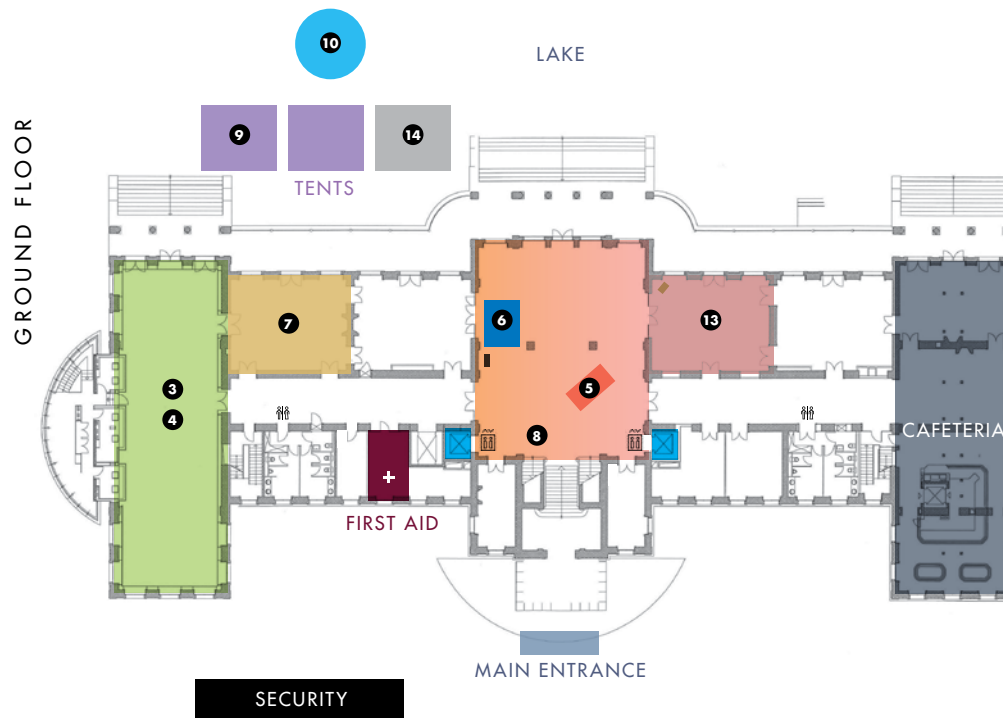 10
LAKE
GROUND FLOOR
9
14
TENTS
6
7
13
3
5
4
8
CAFETERIA
FIRST AID
MAIN ENTRANCE
SECURITY